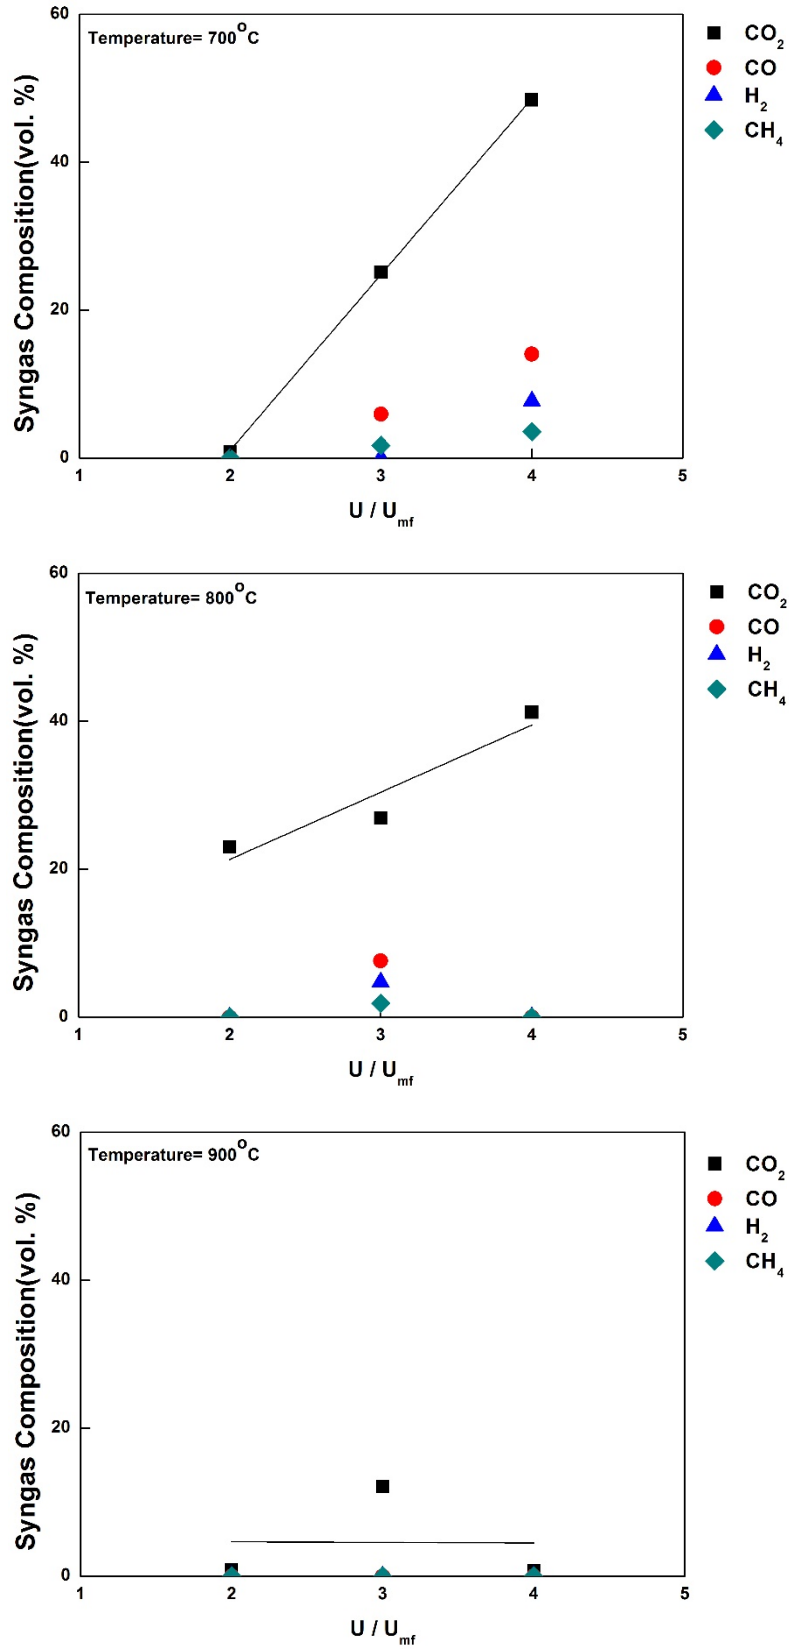 Temperature= 700°C
CO₂
CO
H₂
CH₄
Syngas Composition(vol. %)
60
40
20
0
1 2 3 4 5
U / Uₘf
Temperature= 800°C
CO₂
CO
H₂
CH₄
Syngas Composition(vol. %)
60
40
20
0
1 2 3 4 5
U / Uₘf
Temperature= 900°C
CO₂
CO
H₂
CH₄
Syngas Composition(vol. %)
60
40
20
0
1 2 3 4 5
U / Uₘf